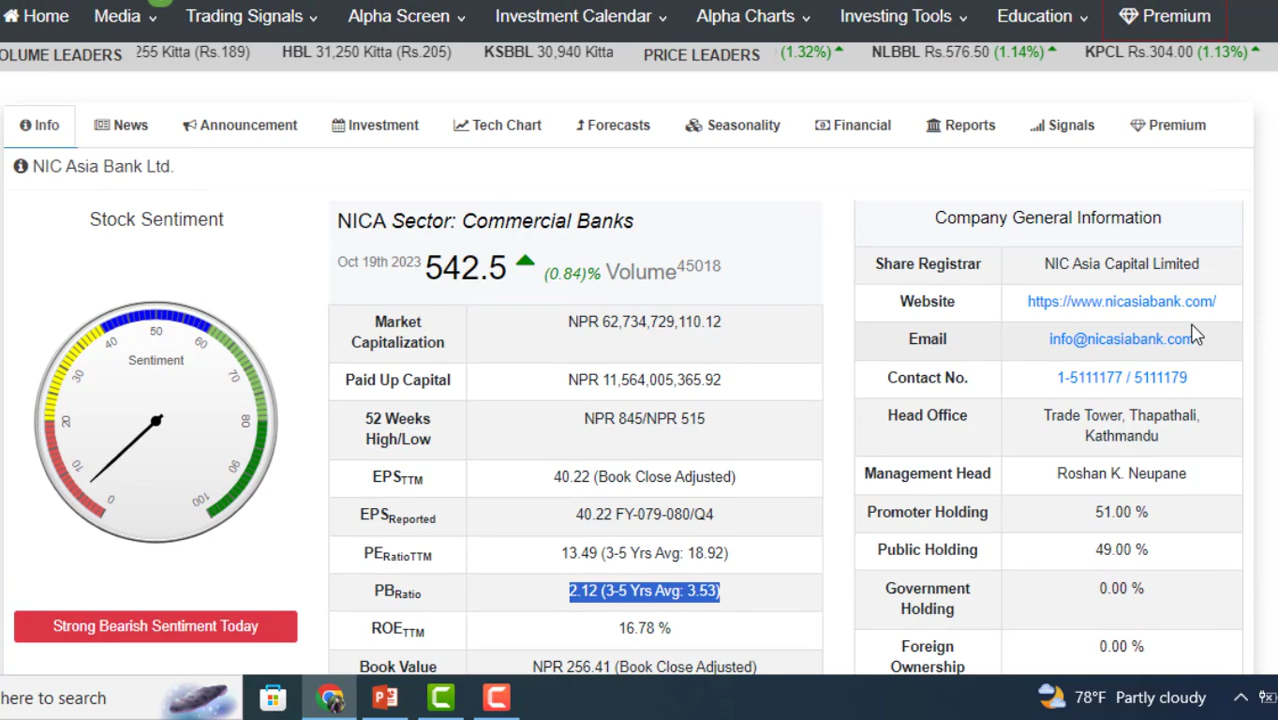 Home Media Trading Signals Alpha Screen Investment Calendar Alpha Charts Investing Tools Education Premium
OLUME LEADERS 255 Kitta (Rs.189) HBL 31,250 Kitta (Rs.205) KSBBL 30,940 Kitta PRICE LEADERS (1.32%) NLBBL Rs.576.50 (1.14%) KPCL Rs.304.00 (1.13%)
Info News Announcement Investment Tech Chart Forecasts Seasonality Financial Reports Signals Premium
NIC Asia Bank Ltd.
Stock Sentiment
0 10 20 30 40 50 60 70 80 90 100
Sentiment
Strong Bearish Sentiment Today
NICA Sector: Commercial Banks
Oct 19th 2023 542.5 (0.84)% Volume 45018
Market Capitalization NPR 62,734,729,110.12
Paid Up Capital NPR 11,564,005,365.92
52 Weeks High/Low NPR 845/NPR 515
EPSTTM 40.22 (Book Close Adjusted)
EPSReported 40.22 FY-079-080/Q4
PERatioTTM 13.49 (3-5 Yrs Avg: 18.92)
PBRatio 2.12 (3-5 Yrs Avg: 3.53)
ROETTM 16.78 %
Book Value NPR 256.41 (Book Close Adjusted)
Company General Information
Share Registrar NIC Asia Capital Limited
Website https://www.nicasiabank.com/
Email info@nicasiabank.com
Contact No. 1-5111177 / 5111179
Head Office Trade Tower, Thapathali, Kathmandu
Management Head Roshan K. Neupane
Promoter Holding 51.00 %
Public Holding 49.00 %
Government Holding 0.00 %
Foreign Ownership 0.00 %
here to search 78°F Partly cloudy